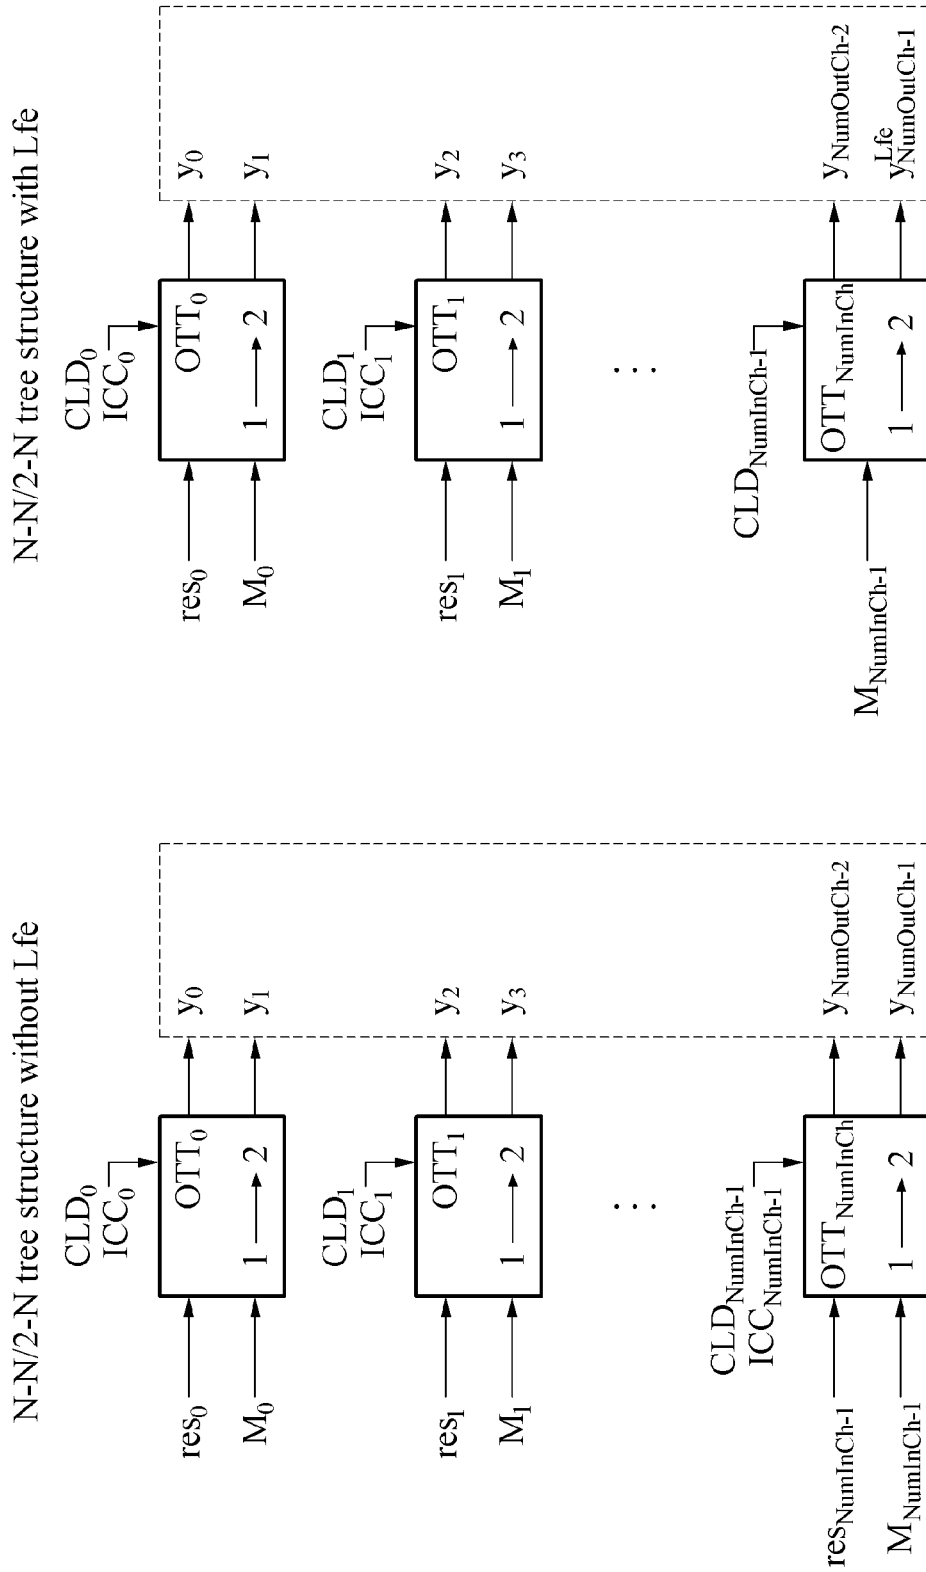 N-N/2-N tree structure without Lfe
CLD0
ICC0
res0
M0
OTT0
1 → 2
y0
y1
CLD1
ICC1
res1
M1
OTT1
1 → 2
y2
y3
...
CLDNumInCh-1
ICCNumInCh-1
resNumInCh-1
MNumInCh-1
OTTNumInCh
1 → 2
yNumOutCh-2
yNumOutCh-1
N-N/2-N tree structure with Lfe
CLD0
ICC0
res0
M0
OTT0
1 → 2
y0
y1
CLD1
ICC1
res1
M1
OTT1
1 → 2
y2
y3
...
CLDNumInCh-1
MNumInCh-1
OTTNumInCh
1 → 2
yNumOutCh-2
yLfeNumOutCh-1